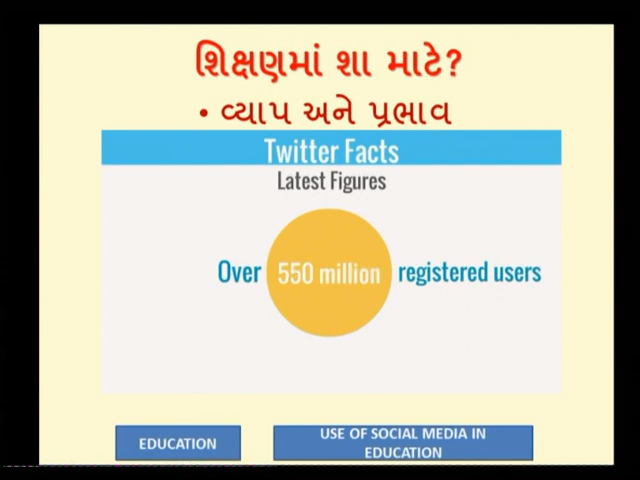 શિક્ષણમાં શા માટે?
• વ્યાપ અને પ્રભાવ
Twitter Facts
Latest Figures
Over 550 million registered users
EDUCATION
USE OF SOCIAL MEDIA IN
EDUCATION